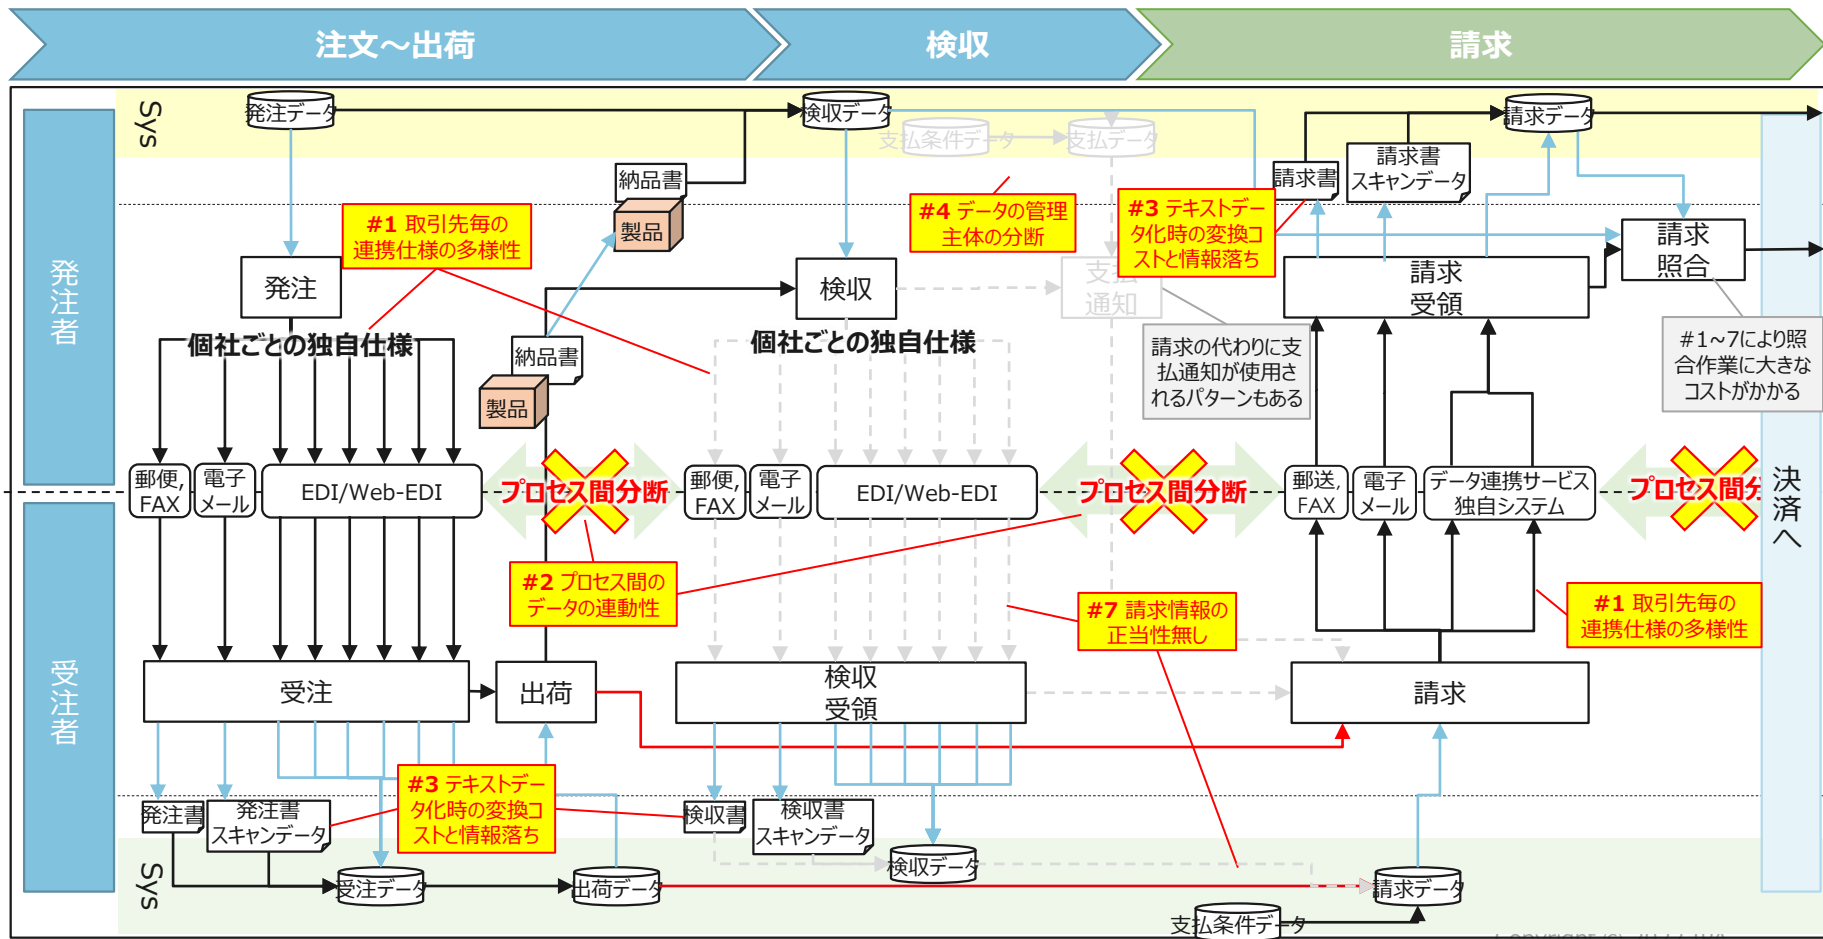 注文～出荷
検収
請求
Sys
発注データ
検収データ
支払条件データ
支払データ
請求データ
納品書
製品
請求書
請求書
スキャンデータ
発注者
#1 取引先毎の
連携仕様の多様性
#4 データの管理
主体の分断
#3 テキストデー
タ化時の変換コ
ストと情報落ち
発注
検収
支払
通知
請求
受領
請求
照合
個社ごとの独自仕様
納品書
製品
個社ごとの独自仕様
請求の代わりに支
払通知が使用さ
れるパターンもある
#1~7により照
合作業に大きな
コストがかかる
郵便,
FAX
電子
メール
EDI/Web-EDI
プロセス間分断
郵便,
FAX
電子
メール
EDI/Web-EDI
プロセス間分断
郵送,
FAX
電子
メール
データ連携サービス
独自システム
プロセス間分
決済へ
#2 プロセス間の
データの連動性
#7 請求情報の
正当性無し
#1 取引先毎の
連携仕様の多様性
受注者
受注
出荷
検収
受領
請求
#3 テキストデー
タ化時の変換コ
ストと情報落ち
発注書
発注書
スキャンデータ
検収書
検収書
スキャンデータ
Sys
受注データ
出荷データ
検収データ
請求データ
支払条件データ